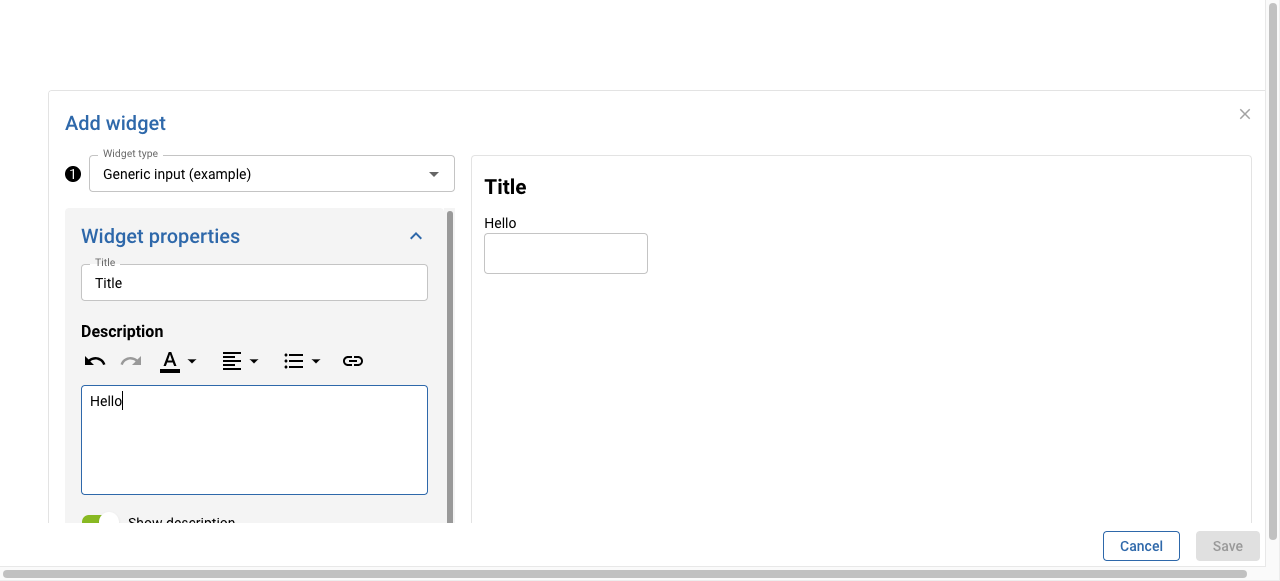 Add widget
1
Widget type
Generic input (example)
Widget properties
Title
Title
Description
A
Hello
Show description
Title
Hello
Cancel
Save